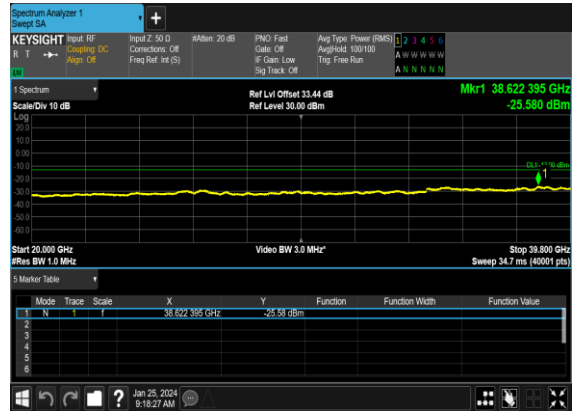 Spectrum Analyzer 1
Swept SA
+
KEYSIGHT Input: RF Input Z: 50 Ω #Atten: 20 dB PNO: Fast Avg Type: Power (RMS) 1 2 3 4 5 6
R T Coupling: DC Corrections: Off Gate: Off Avg|Hold: 100/100 A W W W W W
Align: Off Freq Ref: Int (S) IF Gain: Low Trig: Free Run
LW Sig Track: Off A N N N N N
1 Spectrum Ref Lvl Offset 33.44 dB Mkr1 38.622 395 GHz
Scale/Div 10 dB Ref Level 30.00 dBm -25.580 dBm
Log
20.0
10.0
0.00
-10.0
1
-20.0
-30.0
-40.0
-50.0
-60.0
Start 20.000 GHz Video BW 3.0 MHz* Stop 39.800 GHz
#Res BW 1.0 MHz Sweep 34.7 ms (40001 pts)
5 Marker Table
Mode Trace Scale X Y Function Function Width Function Value
1 N 1 f 38.622 395 GHz -25.58 dBm
2
3
4
5
6
? Jan 25, 2024
9:18:27 AM